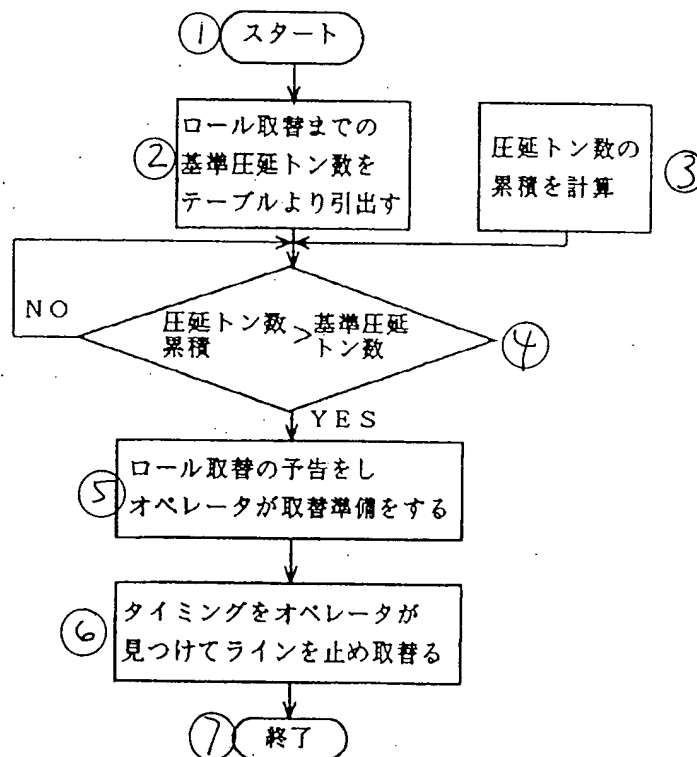 ① スタート
② ロール取替までの
基準圧延トン数を
テーブルより引出す
圧延トン数の
累積を計算 ③
NO
圧延トン数 > 基準圧延
累積 トン数
④
YES
⑤ ロール取替の予告をし
オペレータが取替準備をする
⑥ タイミングをオペレータが
見つけてラインを止め取替る
⑦ 終了